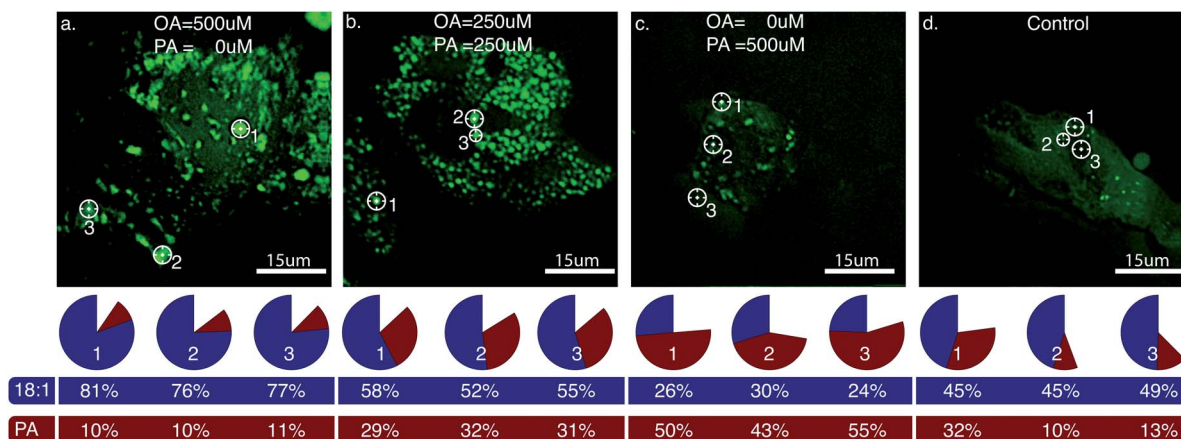 a. OA=500uM
PA = 0uM
b. OA=250uM
PA=250uM
c. OA= 0uM
PA =500uM
d. Control
1
2
3
15um
1
2
3
15um
1
2
3
15um
1
2
3
15um
1 2 3 1 2 3 1 2 3 1 2 3
18:1 81% 76% 77% 58% 52% 55% 26% 30% 24% 45% 45% 49%
PA 10% 10% 11% 29% 32% 31% 50% 43% 55% 32% 10% 13%